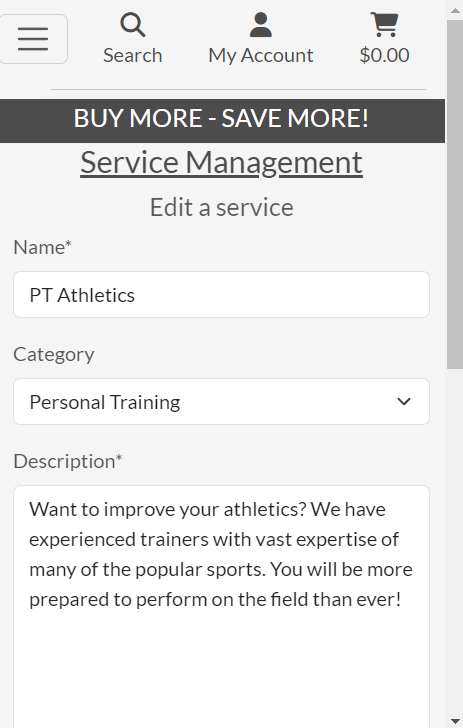 Search
My Account
$0.00
BUY MORE - SAVE MORE!
Service Management
Edit a service
Name*
PT Athletics
Category
Personal Training
Description*
Want to improve your athletics? We have
experienced trainers with vast expertise of
many of the popular sports. You will be more
prepared to perform on the field than ever!